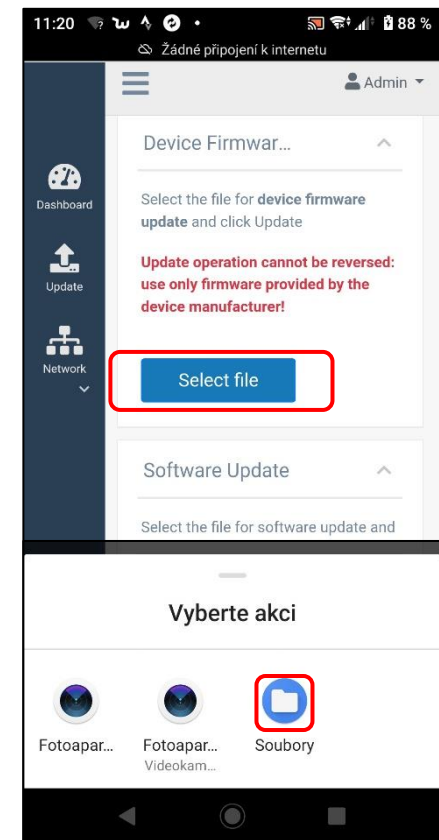 11:20 88 %
Žádné připojení k internetu
Admin
Device Firmwar...
Dashboard
Select the file for device firmware
update and click Update
Update operation cannot be reversed:
use only firmware provided by the
device manufacturer!
Update
Network
Select file
Software Update
Select the file for software update and
Vyberte akci
Fotoapar...
Fotoapar...
Videokam...
Soubory